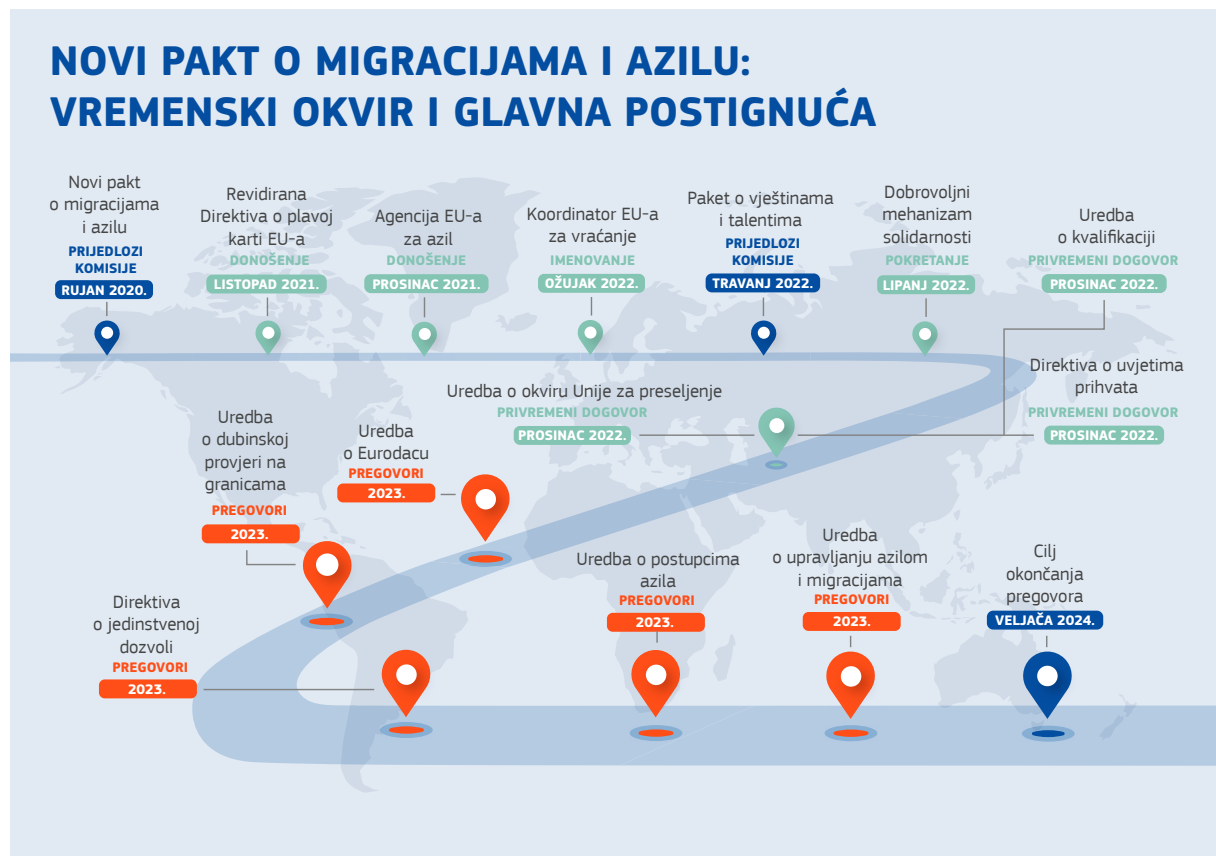 NOVI PAKT O MIGRACIJAMA I AZILU:
VREMENSKI OKVIR I GLAVNA POSTIGNUĆA
Novi pakt
o migracijama
i azilu
PRIJEDLOZI
KOMISIJE
RUJAN 2020.
Revidirana
Direktiva o plavoj
karti EU-a
DONOŠENJE
LISTOPAD 2021.
Agencija EU-a
za azil
DONOŠENJE
PROSINAC 2021.
Koordinator EU-a
za vraćanje
IMENOVANJE
OŽUJAK 2022.
Paket o vještinama
i talentima
PRIJEDLOZI
KOMISIJE
TRAVANJ 2022.
Dobrovoljni
mehanizam
solidarnosti
POKRETANJE
LIPANJ 2022.
Uredba
o kvalifikaciji
PRIVREMENI DOGOVOR
PROSINAC 2022.
Direktiva o uvjetima
prihvata
PRIVREMENI DOGOVOR
PROSINAC 2022.
Uredba o okviru Unije za preseljenje
PRIVREMENI DOGOVOR
PROSINAC 2022.
Uredba
o Eurodacu
PREGOVORI
2023.
Uredba
o dubinskoj
provjeri na
granicama
PREGOVORI
2023.
Direktiva
o jedinstvenoj
dozvoli
PREGOVORI
2023.
Uredba o postupcima
azila
PREGOVORI
2023.
Uredba
o upravljanju azilom
i migracijama
PREGOVORI
2023.
Cilj
okončanja
pregovora
VELJAČA 2024.